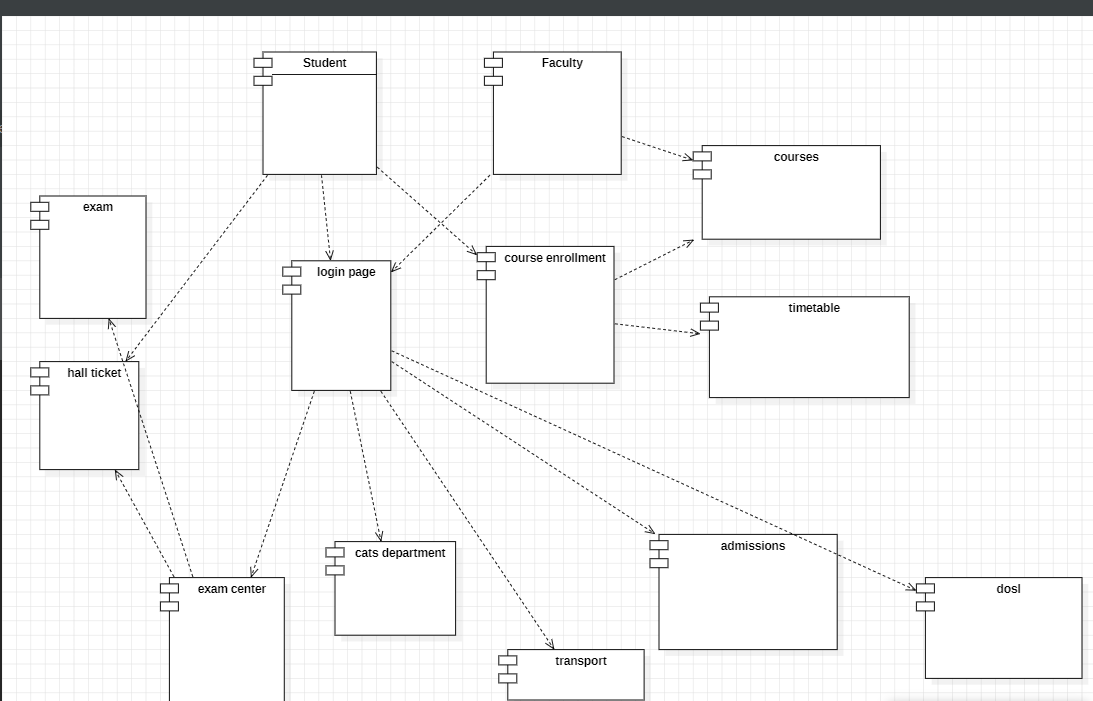 Student
Faculty
courses
exam
login page
course enrollment
timetable
hall ticket
admissions
cats department
exam center
dosl
transport